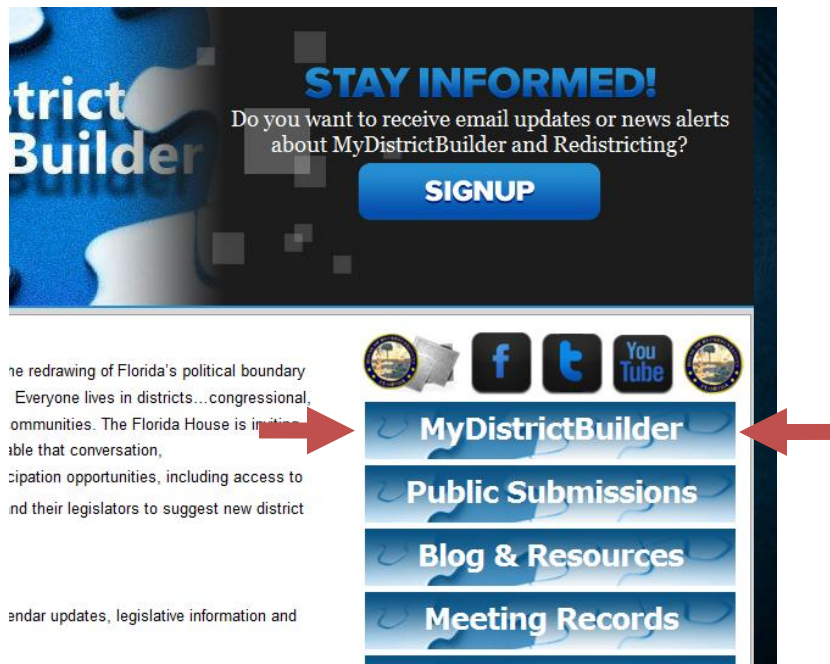 strict
Builder
STAY INFORMED!
Do you want to receive email updates or news alerts
about MyDistrictBuilder and Redistricting?
SIGNUP
You
Tube
he redrawing of Florida's political boundary
Everyone lives in districts…congressional,
ommunities. The Florida House is inviting
able that conversation,
cipation opportunities, including access to
nd their legislators to suggest new district
endar updates, legislative information and
MyDistrictBuilder
Public Submissions
Blog & Resources
Meeting Records